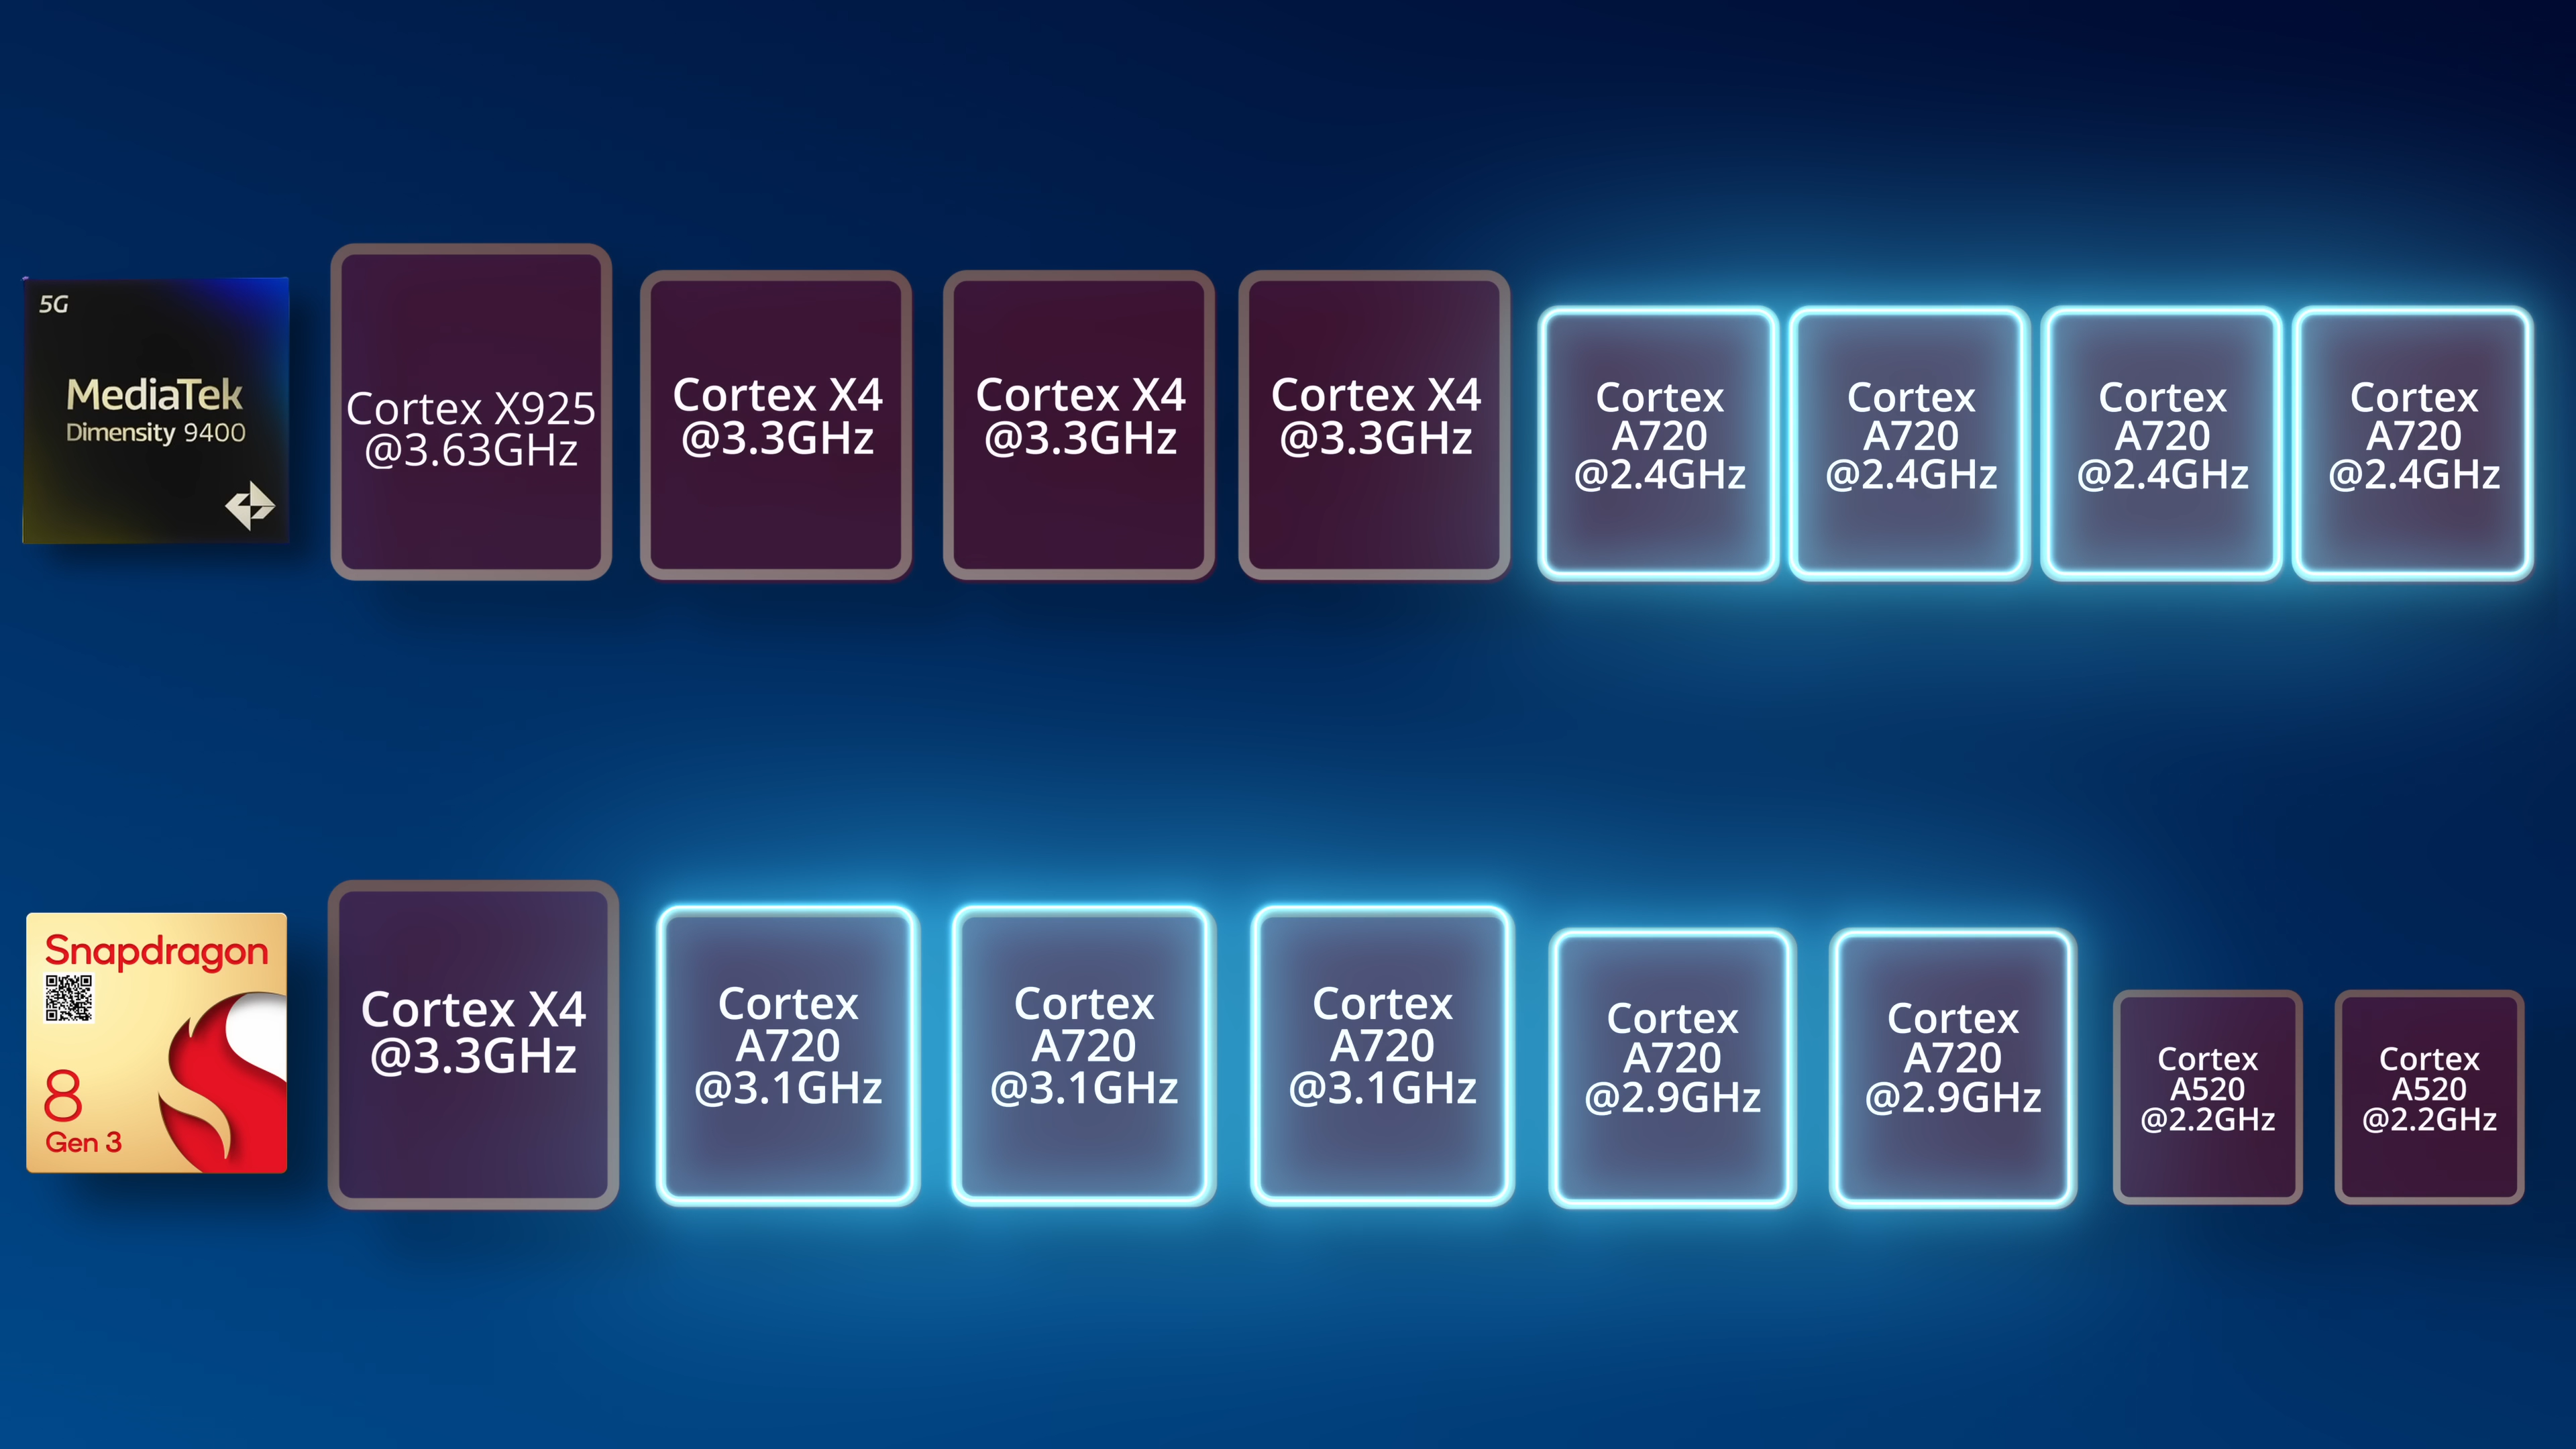 5G
MediaTek
Dimensity 9400
Cortex X925
@3.63GHz
Cortex X4
@3.3GHz
Cortex X4
@3.3GHz
Cortex X4
@3.3GHz
Cortex
A720
@2.4GHz
Cortex
A720
@2.4GHz
Cortex
A720
@2.4GHz
Cortex
A720
@2.4GHz
Snapdragon
8
Gen 3
Cortex X4
@3.3GHz
Cortex
A720
@3.1GHz
Cortex
A720
@3.1GHz
Cortex
A720
@3.1GHz
Cortex
A720
@2.9GHz
Cortex
A720
@2.9GHz
Cortex
A520
@2.2GHz
Cortex
A520
@2.2GHz